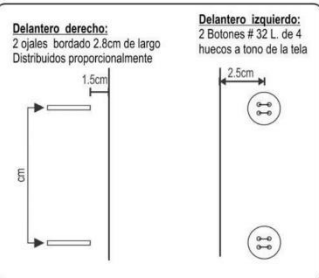 Delantero derecho:
2 ojales bordado 2.8cm de largo
Distribuidos proporcionalmente
1.5cm
cm
Delantero izquierdo:
2 Botones # 32 L. de 4
huecos a tono de la tela
2.5cm